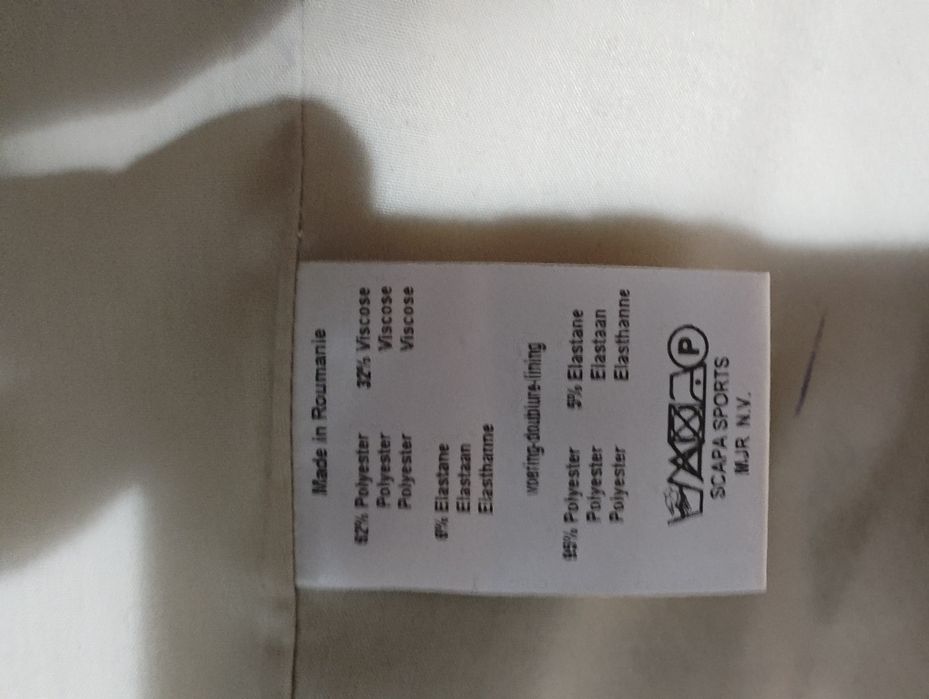 Made in Roumanie
62% Polyester 32% Viscose
Polyester Viscose
Polyester Viscose
6% Elastane
Elastaan
Elasthanne
voering-doublure-lining
95% Polyester 5% Elastane
Polyester Elastaan
Polyester Elasthanne
P
SCAPA SPORTS
MJR N.V.